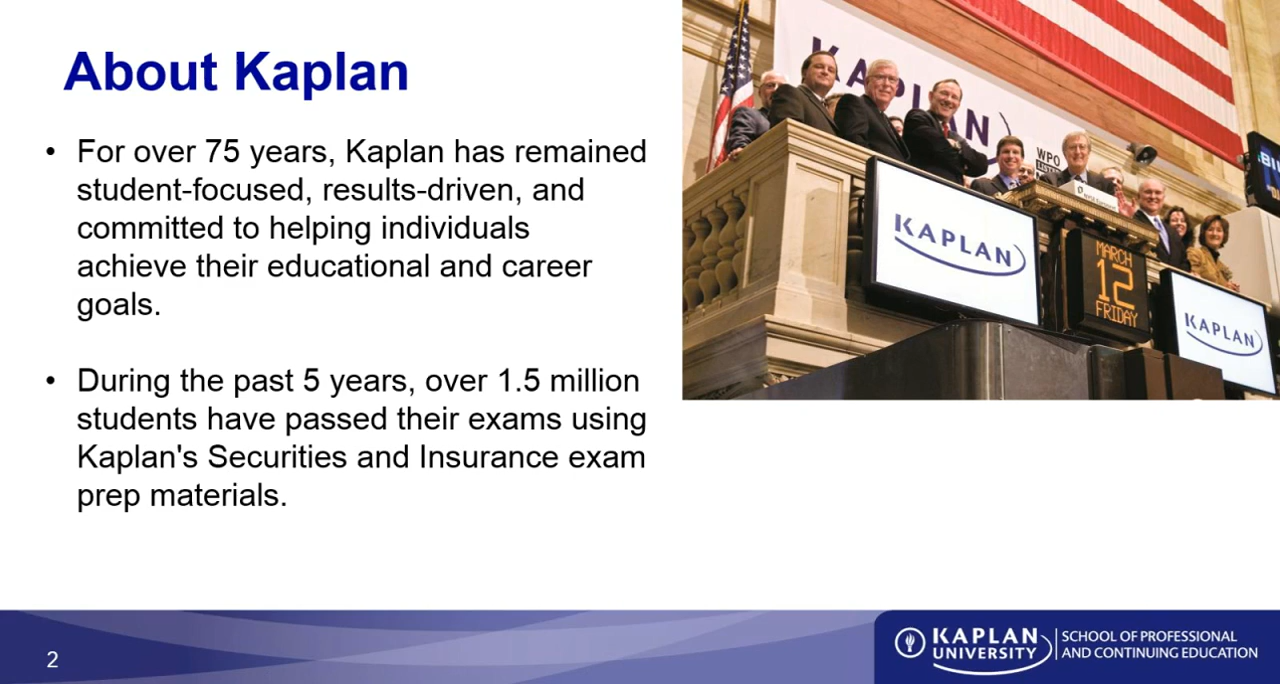 About Kaplan
• For over 75 years, Kaplan has remained
student-focused, results-driven, and
committed to helping individuals
achieve their educational and career
goals.
• During the past 5 years, over 1.5 million
students have passed their exams using
Kaplan's Securities and Insurance exam
prep materials.
KAPLAN
WPO
LISTED
KAPLAN
MARCH
12
FRIDAY
KAPLAN
2
KAPLAN
UNIVERSITY
SCHOOL OF PROFESSIONAL
AND CONTINUING EDUCATION